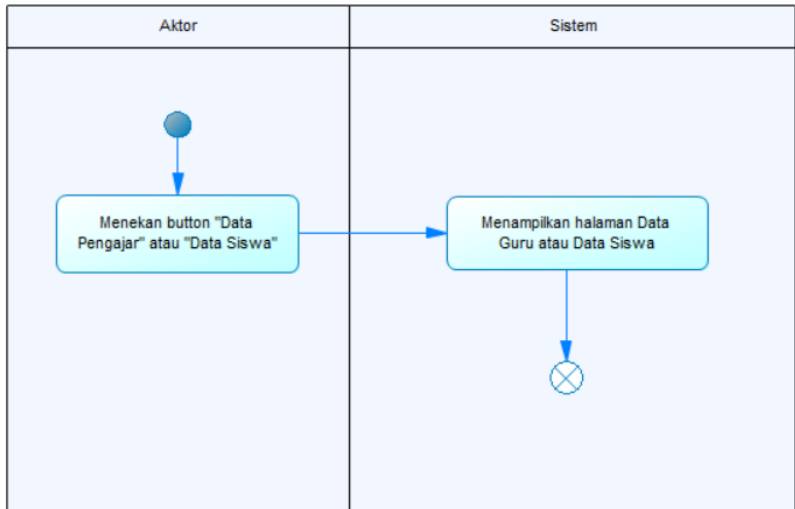 Aktor
Sistem
Menekan button "Data
Pengajar" atau "Data Siswa"
Menampilkan halaman Data
Guru atau Data Siswa